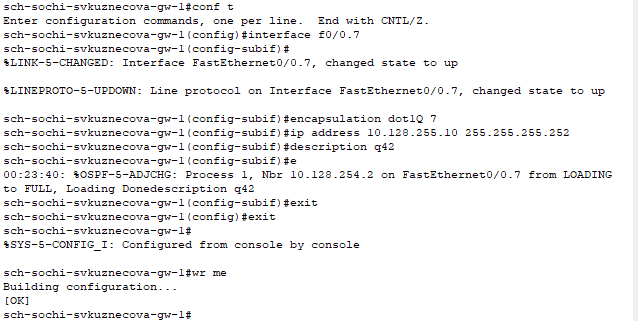 sch-sochi-svkuznecova-gw-1#conf t
Enter configuration commands, one per line.  End with CNTL/Z.
sch-sochi-svkuznecova-gw-1(config)#interface f0/0.7
sch-sochi-svkuznecova-gw-1(config-subif)#
%LINK-5-CHANGED: Interface FastEthernet0/0.7, changed state to up
%LINEPROTO-5-UPDOWN: Line protocol on Interface FastEthernet0/0.7, changed state to up
sch-sochi-svkuznecova-gw-1(config-subif)#encapsulation dot1Q 7
sch-sochi-svkuznecova-gw-1(config-subif)#ip address 10.128.255.10 255.255.255.252
sch-sochi-svkuznecova-gw-1(config-subif)#description q42
sch-sochi-svkuznecova-gw-1(config-subif)#e
00:23:40: %OSPF-5-ADJCHG: Process 1, Nbr 10.128.254.2 on FastEthernet0/0.7 from LOADING
to FULL, Loading Donedescription q42
sch-sochi-svkuznecova-gw-1(config-subif)#exit
sch-sochi-svkuznecova-gw-1(config)#exit
sch-sochi-svkuznecova-gw-1#
%SYS-5-CONFIG_I: Configured from console by console
sch-sochi-svkuznecova-gw-1#wr me
Building configuration...
[OK]
sch-sochi-svkuznecova-gw-1#